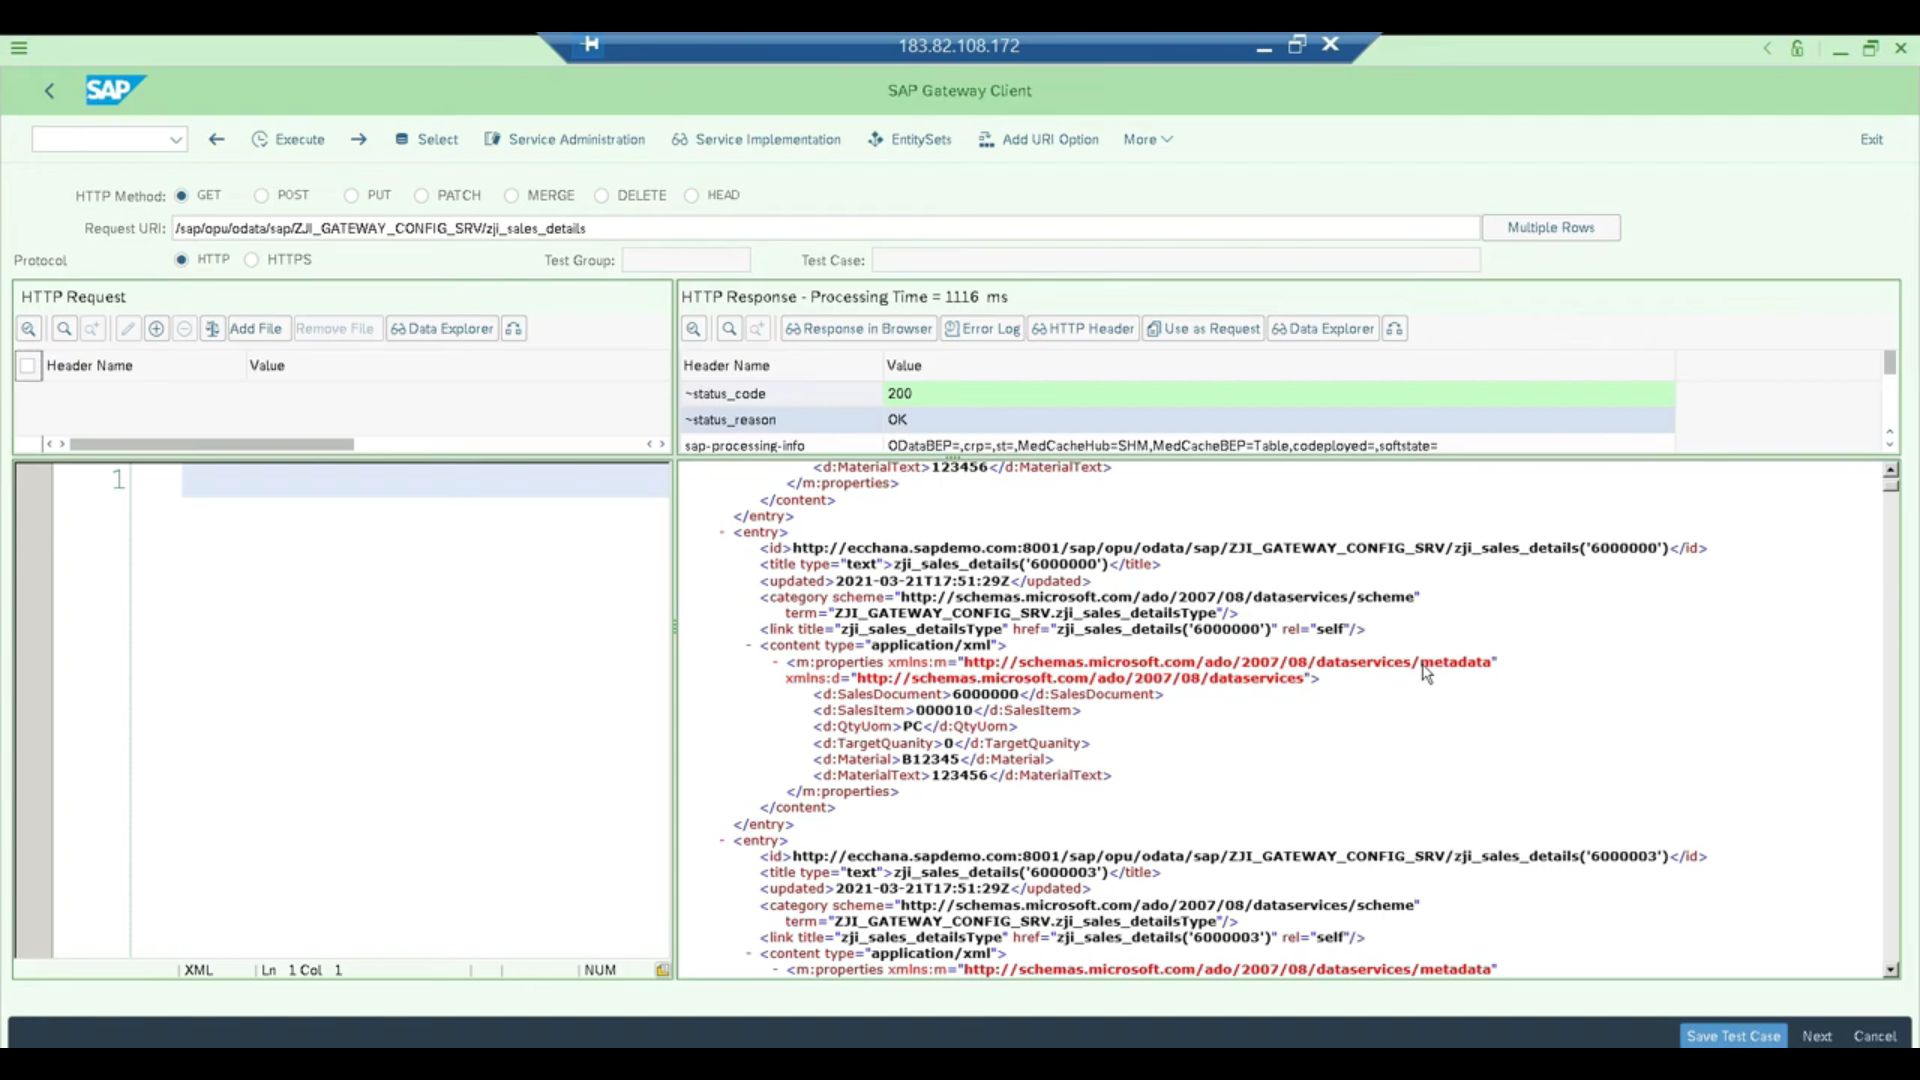 183.82.108.172
SAP
SAP Gateway Client
Execute Select Service Administration Service Implementation EntitySets Add URI Option More Exit
HTTP Method: GET POST PUT PATCH MERGE DELETE HEAD
Request URI: /sap/opu/odata/sap/ZJI_GATEWAY_CONFIG_SRV/zji_sales_details Multiple Rows
Protocol HTTP HTTPS Test Group: Test Case:
HTTP Request
Add File Remove File Data Explorer
Header Name Value
HTTP Response - Processing Time = 1116 ms
Response in Browser Error Log HTTP Header Use as Request Data Explorer
Header Name Value
~status_code 200
~status_reason OK
sap-processing-info ODataBEP=,crp=,st=,MedCacheHub=SHM,MedCacheBEP=Table,codeployed=,softstate=
1
XML Ln 1 Col 1 NUM
<d:MaterialText>123456</d:MaterialText>
</m:properties>
</content>
</entry>
- <entry>
<id>http://ecchana.sapdemo.com:8001/sap/opu/odata/sap/ZJI_GATEWAY_CONFIG_SRV/zji_sales_details('6000000')</id>
<title type="text">zji_sales_details('6000000')</title>
<updated>2021-03-21T17:51:29Z</updated>
<category scheme="http://schemas.microsoft.com/ado/2007/08/dataservices/scheme"
term="ZJI_GATEWAY_CONFIG_SRV.zji_sales_detailsType"/>
<link title="zji_sales_detailsType" href="zji_sales_details('6000000')" rel="self"/>
- <content type="application/xml">
- <m:properties xmlns:m="http://schemas.microsoft.com/ado/2007/08/dataservices/metadata"
xmlns:d="http://schemas.microsoft.com/ado/2007/08/dataservices">
<d:SalesDocument>6000000</d:SalesDocument>
<d:SalesItem>000010</d:SalesItem>
<d:QtyUom>PC</d:QtyUom>
<d:TargetQuanity>0</d:TargetQuanity>
<d:Material>B12345</d:Material>
<d:MaterialText>123456</d:MaterialText>
</m:properties>
</content>
</entry>
- <entry>
<id>http://ecchana.sapdemo.com:8001/sap/opu/odata/sap/ZJI_GATEWAY_CONFIG_SRV/zji_sales_details('6000003')</id>
<title type="text">zji_sales_details('6000003')</title>
<updated>2021-03-21T17:51:29Z</updated>
<category scheme="http://schemas.microsoft.com/ado/2007/08/dataservices/scheme"
term="ZJI_GATEWAY_CONFIG_SRV.zji_sales_detailsType"/>
<link title="zji_sales_detailsType" href="zji_sales_details('6000003')" rel="self"/>
- <content type="application/xml">
- <m:properties xmlns:m="http://schemas.microsoft.com/ado/2007/08/dataservices/metadata"
Save Test Case Next Cancel